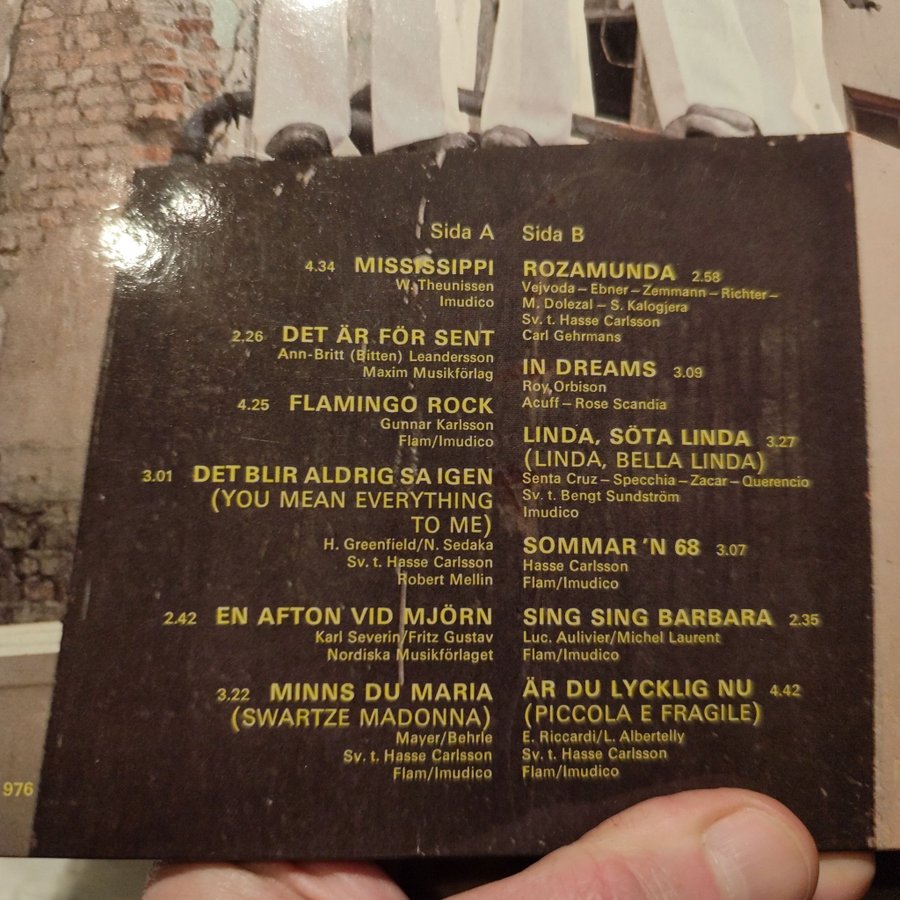 Sida A
4.34 MISSISSIPPI
W. Theunissen
Imudico
2.26 DET ÄR FÖR SENT
Ann-Britt (Bitten) Leandersson
Maxim Musikförlag
4.25 FLAMINGO ROCK
Gunnar Karlsson
Flam/Imudico
3.01 DET BLIR ALDRIG SA IGEN
(YOU MEAN EVERYTHING
TO ME)
H. Greenfield/N. Sedaka
Sv. t. Hasse Carlsson
Robert Mellin
2.42 EN AFTON VID MJÖRN
Karl Severin/Fritz Gustav
Nordiska Musikförlaget
3.22 MINNS DU MARIA
(SWARTZE MADONNA)
Mayer/Behrle
Sv. t. Hasse Carlsson
Flam/Imudico
Sida B
ROZAMUNDA 2.58
Vejvoda – Ebner – Zemmann – Richter –
M. Dolezal – S. Kalogjera
Sv. t. Hasse Carlsson
Carl Gehrmans
IN DREAMS 3.09
Roy Orbison
Acuff – Rose Scandia
LINDA, SÖTA LINDA 3.27
(LINDA, BELLA LINDA)
Senta Cruz – Specchia – Zacar – Querencio
Sv. t. Bengt Sundström
Imudico
SOMMAR 'N 68 3.07
Hasse Carlsson
Flam/Imudico
SING SING BARBARA 2.35
Luc. Aulivier/Michel Laurent
Flam/Imudico
ÄR DU LYCKLIG NU 4.42
(PICCOLA E FRAGILE)
E. Riccardi/L. Albertelly
Sv. t. Hasse Carlsson
Flam/Imudico
976